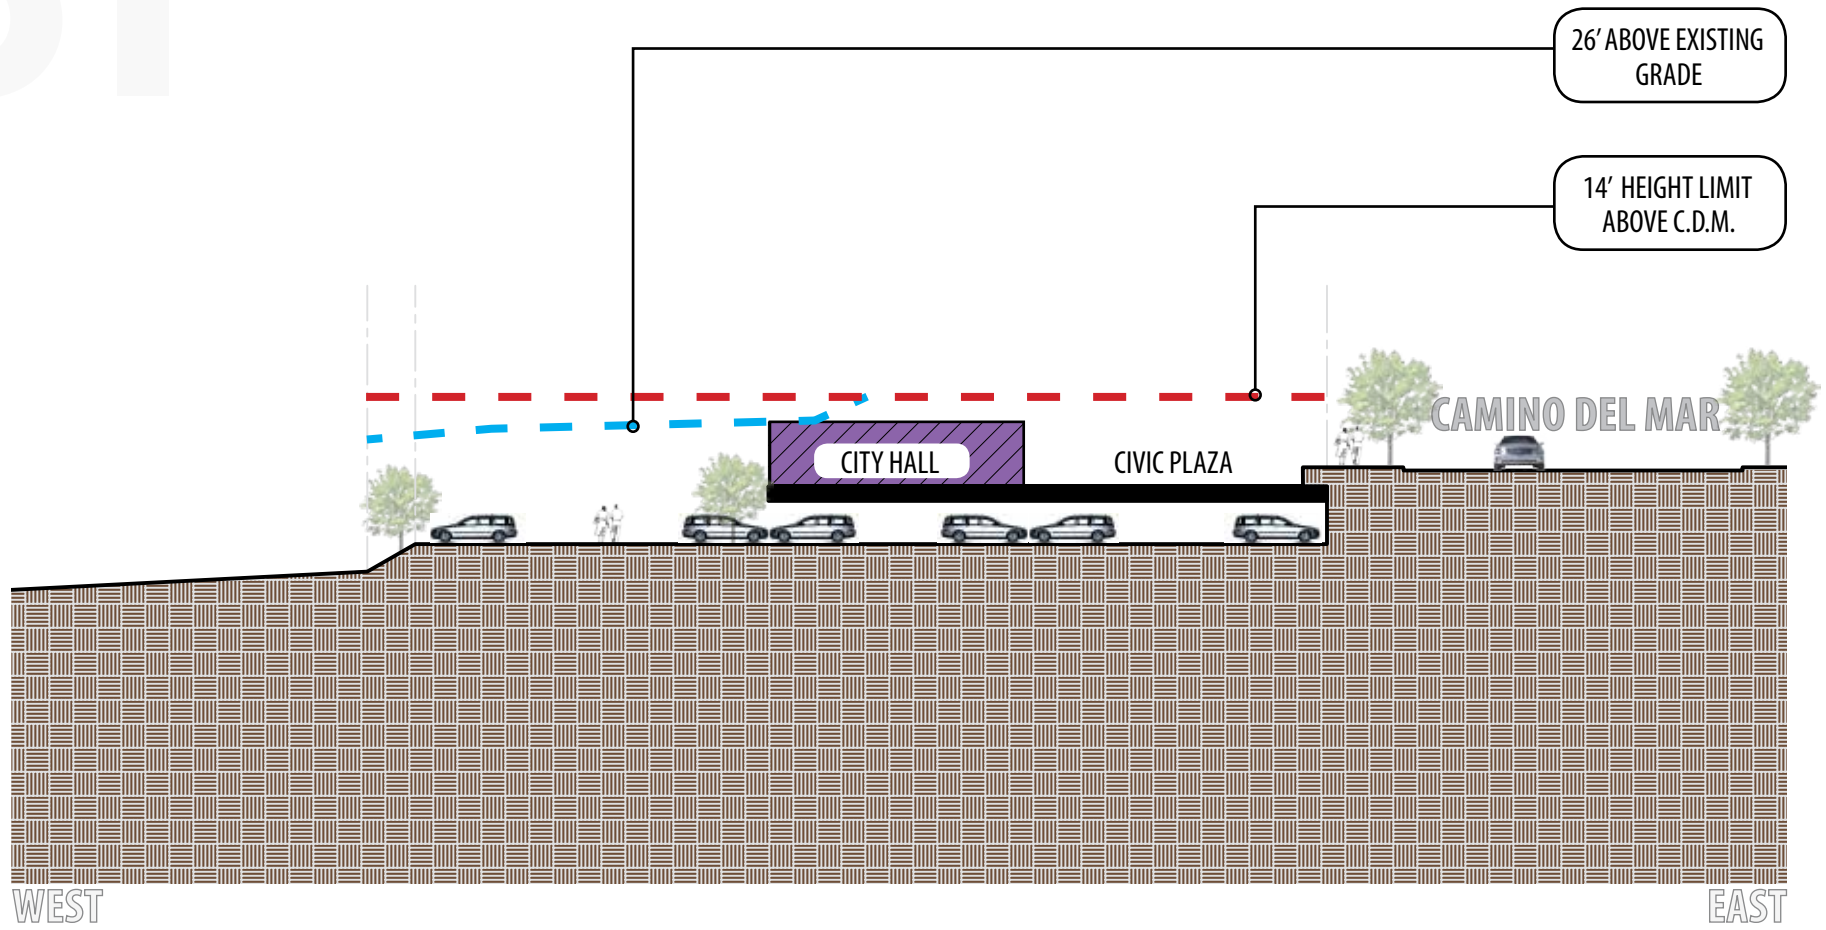 26' ABOVE EXISTING
GRADE
14' HEIGHT LIMIT
ABOVE C.D.M.
CAMINO DEL MAR
CITY HALL
CIVIC PLAZA
WEST
EAST